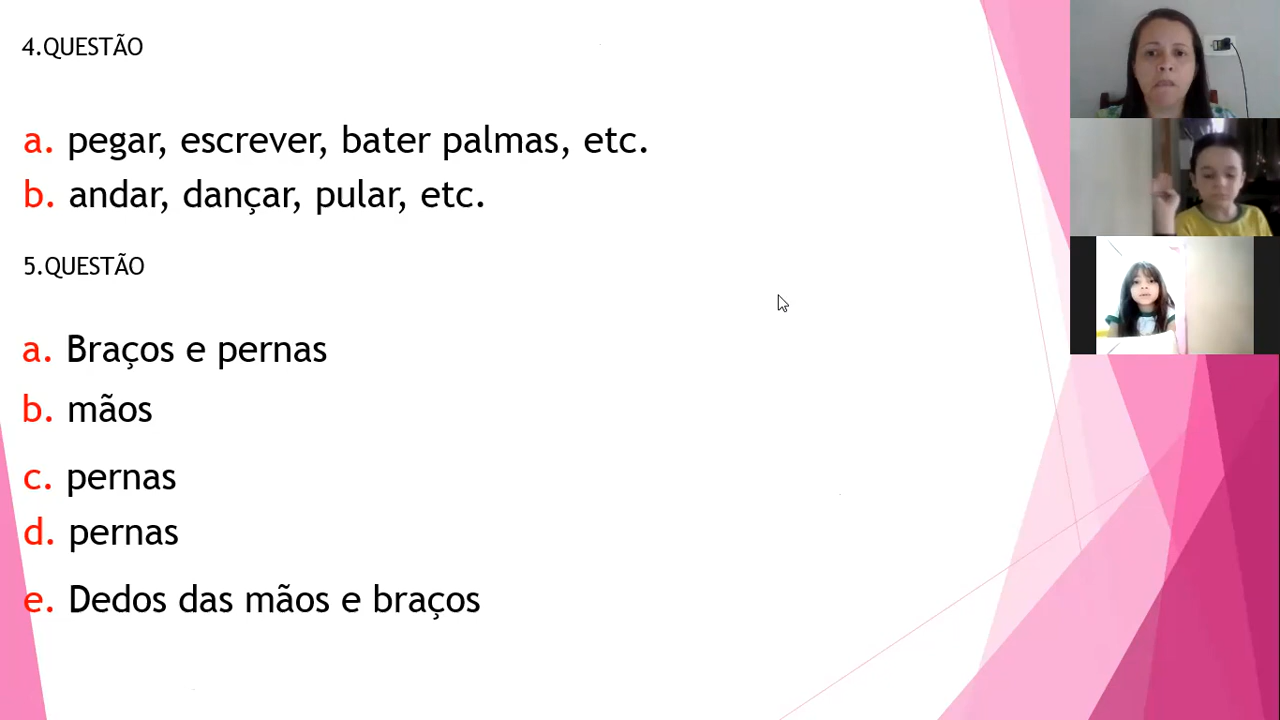 4.QUESTÃO
a. pegar, escrever, bater palmas, etc.
b. andar, dançar, pular, etc.
5.QUESTÃO
a. Braços e pernas
b. mãos
c. pernas
d. pernas
e. Dedos das mãos e braços